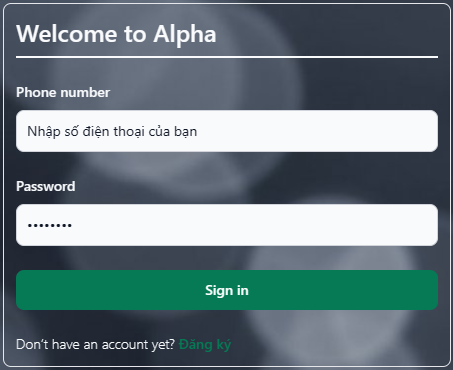 Welcome to Alpha
Phone number
Nhập số điện thoại của bạn
Password
••••••••
Sign in
Don’t have an account yet? Đăng ký